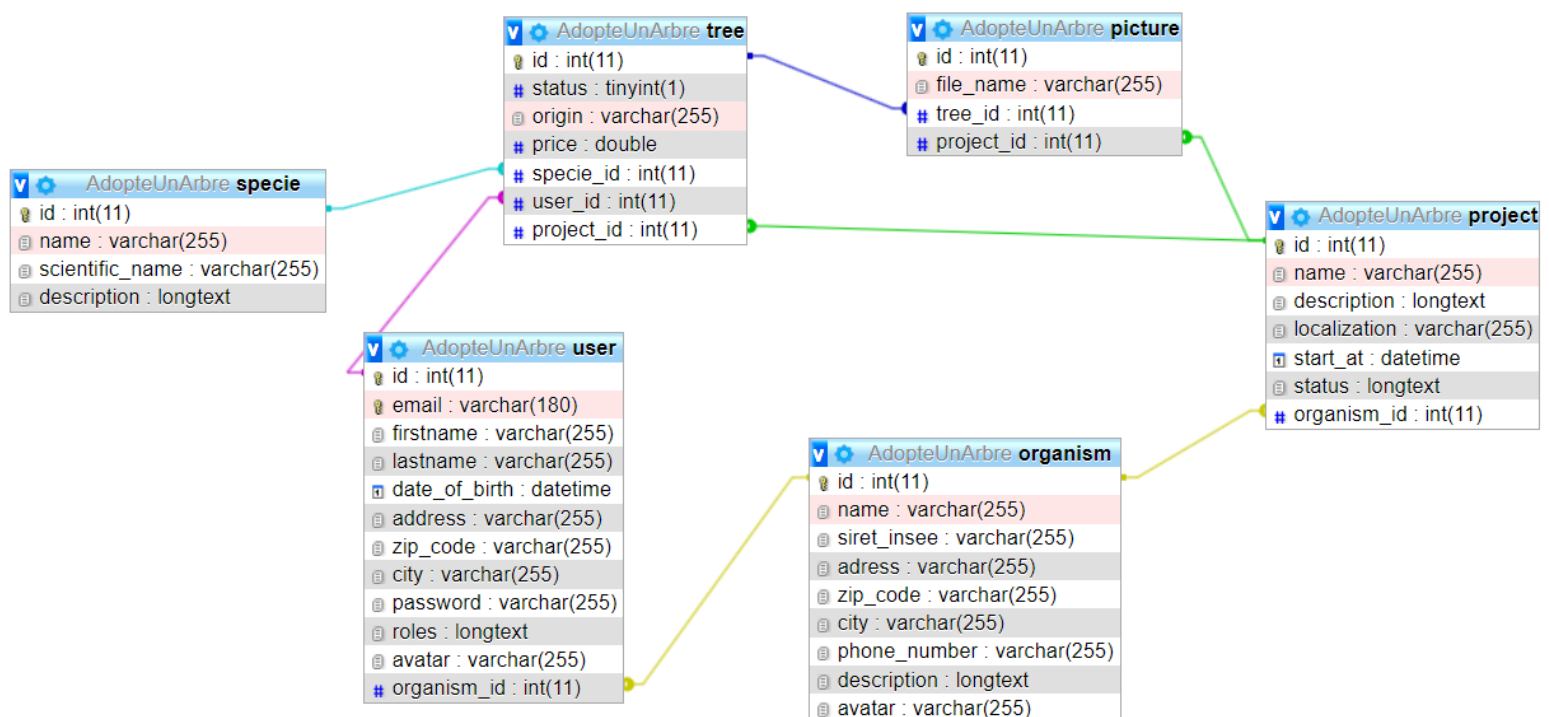 AdopteUnArbre specie
id : int(11)
name : varchar(255)
scientific_name : varchar(255)
description : longtext
AdopteUnArbre tree
id : int(11)
status : tinyint(1)
origin : varchar(255)
price : double
specie_id : int(11)
user_id : int(11)
project_id : int(11)
AdopteUnArbre user
id : int(11)
email : varchar(180)
firstname : varchar(255)
lastname : varchar(255)
date_of_birth : datetime
address : varchar(255)
zip_code : varchar(255)
city : varchar(255)
password : varchar(255)
roles : longtext
avatar : varchar(255)
organism_id : int(11)
AdopteUnArbre picture
id : int(11)
file_name : varchar(255)
tree_id : int(11)
project_id : int(11)
AdopteUnArbre organism
id : int(11)
name : varchar(255)
siret_insee : varchar(255)
adress : varchar(255)
zip_code : varchar(255)
city : varchar(255)
phone_number : varchar(255)
description : longtext
avatar : varchar(255)
AdopteUnArbre project
id : int(11)
name : varchar(255)
description : longtext
localization : varchar(255)
start_at : datetime
status : longtext
organism_id : int(11)